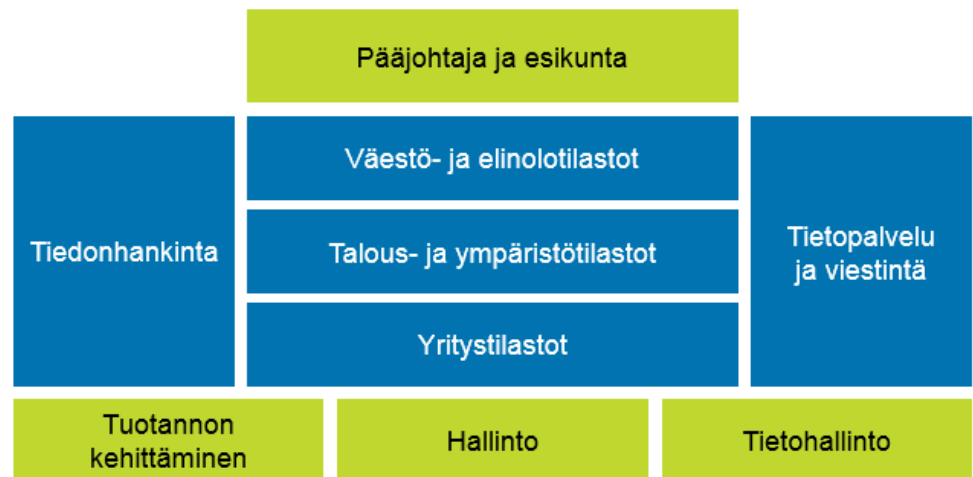 Pääjohtaja ja esikunta
Väestö- ja elinolotilastot
Tiedonhankinta
Talous- ja ympäristötilastot
Tietopalvelu
ja viestintä
Yritystilastot
Tuotannon
kehittäminen
Hallinto
Tietohallinto